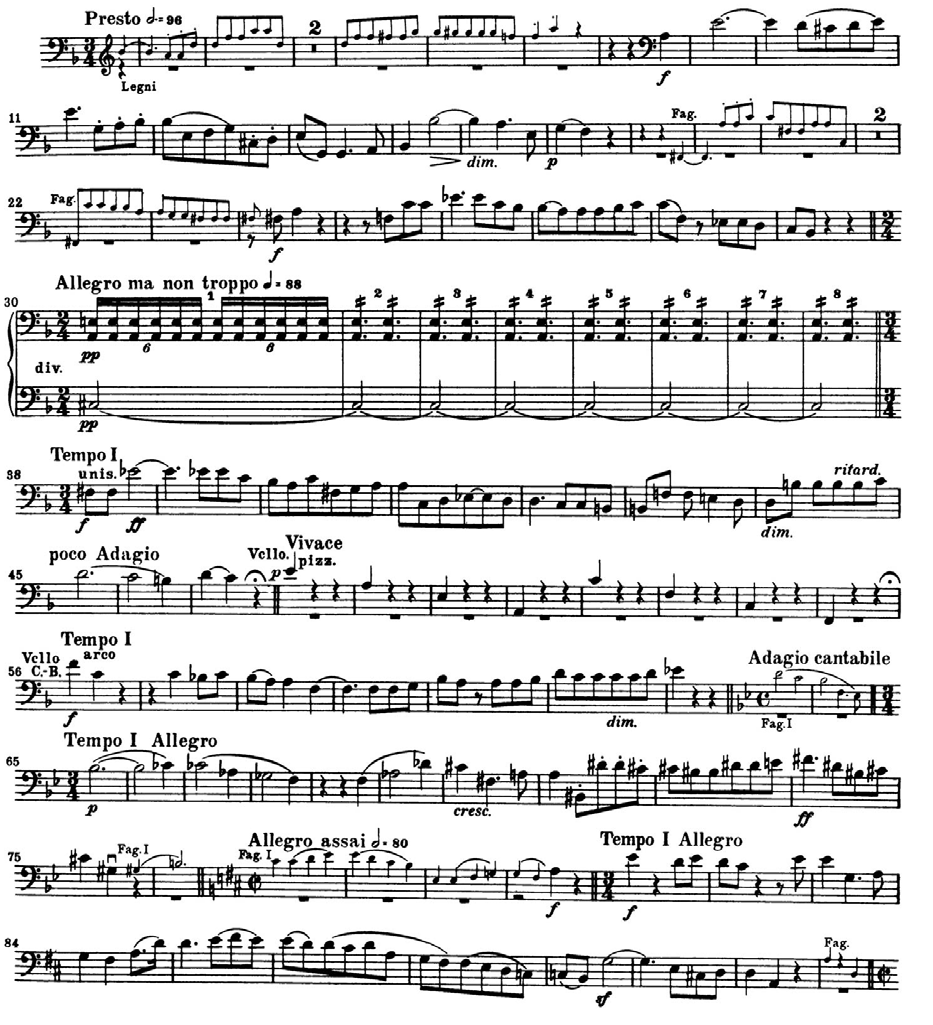 Presto 𝅗𝅥=96
2
Legni
f
11
dim.
p
Fag.
2
22
Fag.
f
Allegro ma non troppo ♩=88
30
1 2 3 4 5 6 7 8
pp 6 6
div.
pp
Tempo I
38 unis. ritard.
f ff dim.
poco Adagio Vcllo. Vivace
45 p pizz.
Tempo I
Vcllo arco
56 C.-B. Adagio cantabile
f dim. Fag.I
Tempo I Allegro
65
p cresc. ff
Allegro assai 𝅗𝅥=80 Tempo I Allegro
75 Fag.I Fag. I
f f
84 Fag.
sf